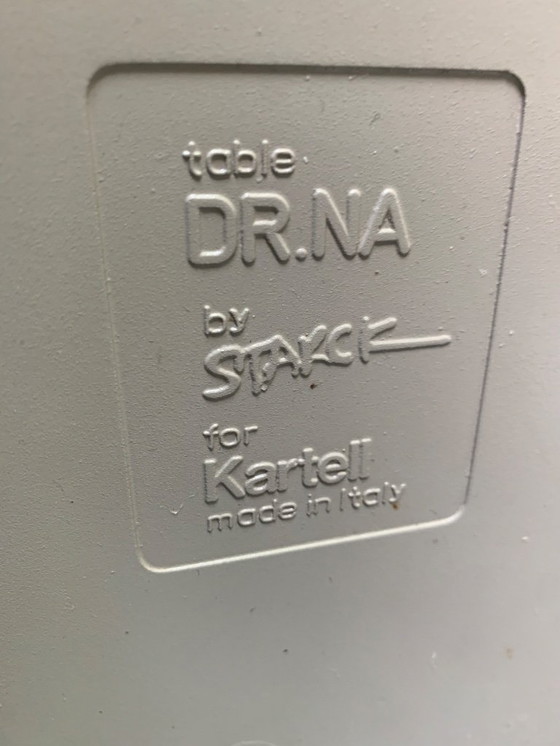 table
DR.NA
by
STARCK
for
Kartell
made in Italy